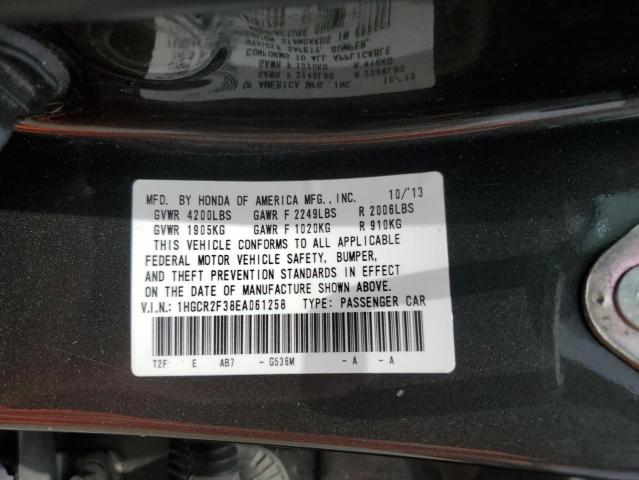 MFD. BY HONDA OF AMERICA MFG., INC. 10/'13
GVWR 4200LBS GAWR F 2249LBS R 2006LBS
GVWR 1905KG GAWR F 1020KG R 910KG
THIS VEHICLE CONFORMS TO ALL APPLICABLE
FEDERAL MOTOR VEHICLE SAFETY, BUMPER,
AND THEFT PREVENTION STANDARDS IN EFFECT
ON THE DATE OF MANUFACTURE SHOWN ABOVE.
V.I.N.: 1HGCR2F38EA061258 TYPE: PASSENGER CAR
T2F E AB7 - G536M - A - A